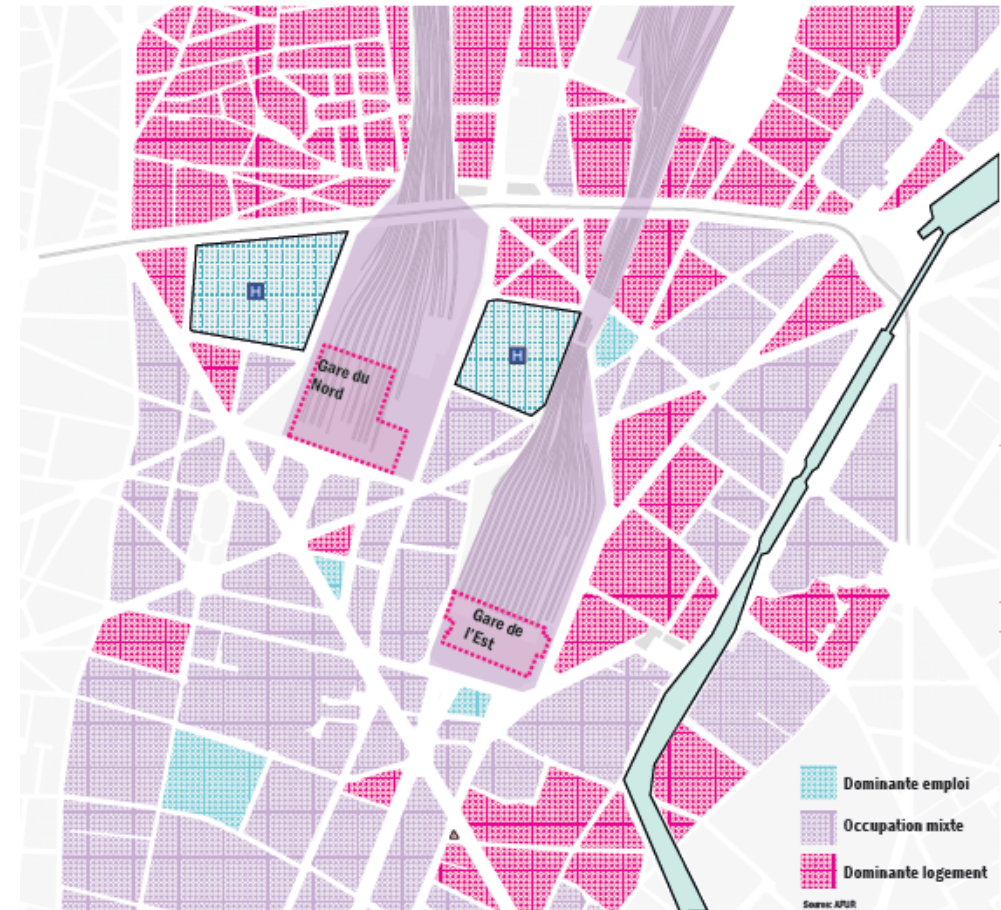 H
H
Gare du
Nord
Gare de
l'Est
Dominante emploi
Occupation mixte
Dominante logement
Source: APUR